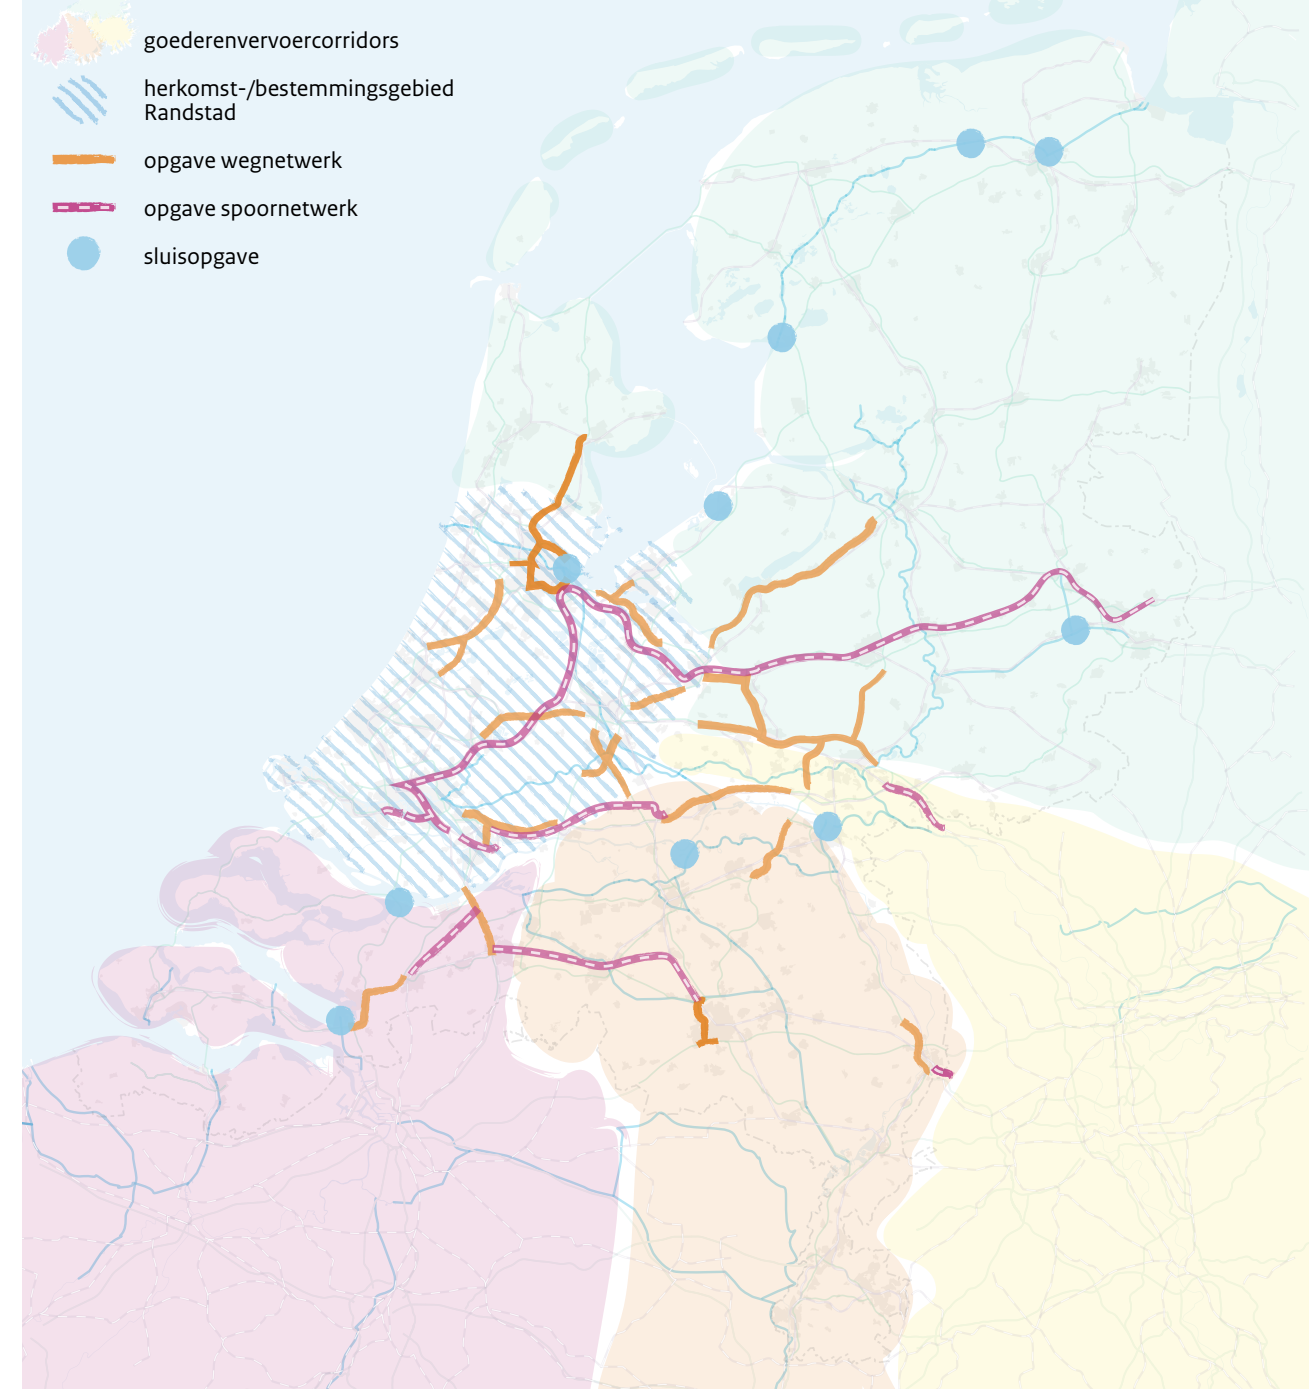 goederenvervoercorridors
herkomst-/bestemmingsgebied
Randstad
opgave wegnetwerk
opgave spoornetwerk
sluisopgave